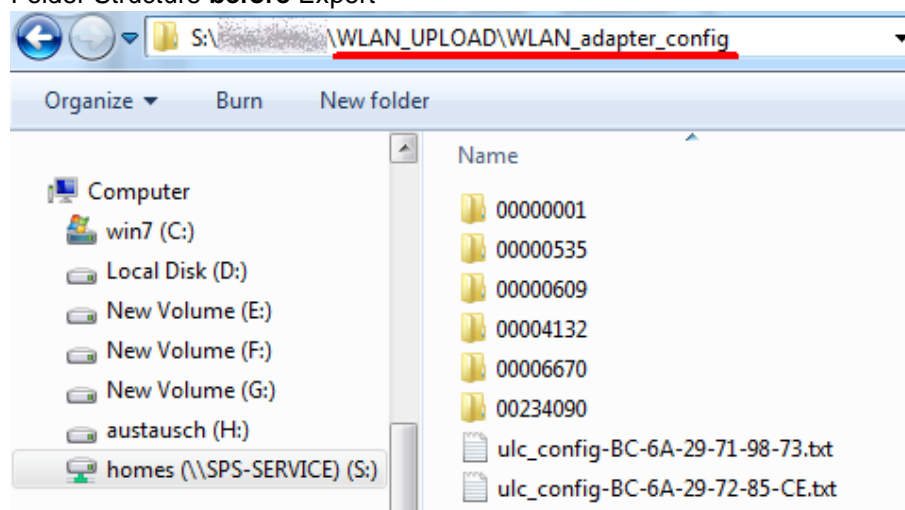 Folder Structure before Export
S:\ \WLAN_UPLOAD\WLAN_adapter_config
Organize Burn New folder
Name
Computer
win7 (C:)
Local Disk (D:)
New Volume (E:)
New Volume (F:)
New Volume (G:)
austausch (H:)
homes (\\SPS-SERVICE) (S:)
00000001
00000535
00000609
00004132
00006670
00234090
ulc_config-BC-6A-29-71-98-73.txt
ulc_config-BC-6A-29-72-85-CE.txt